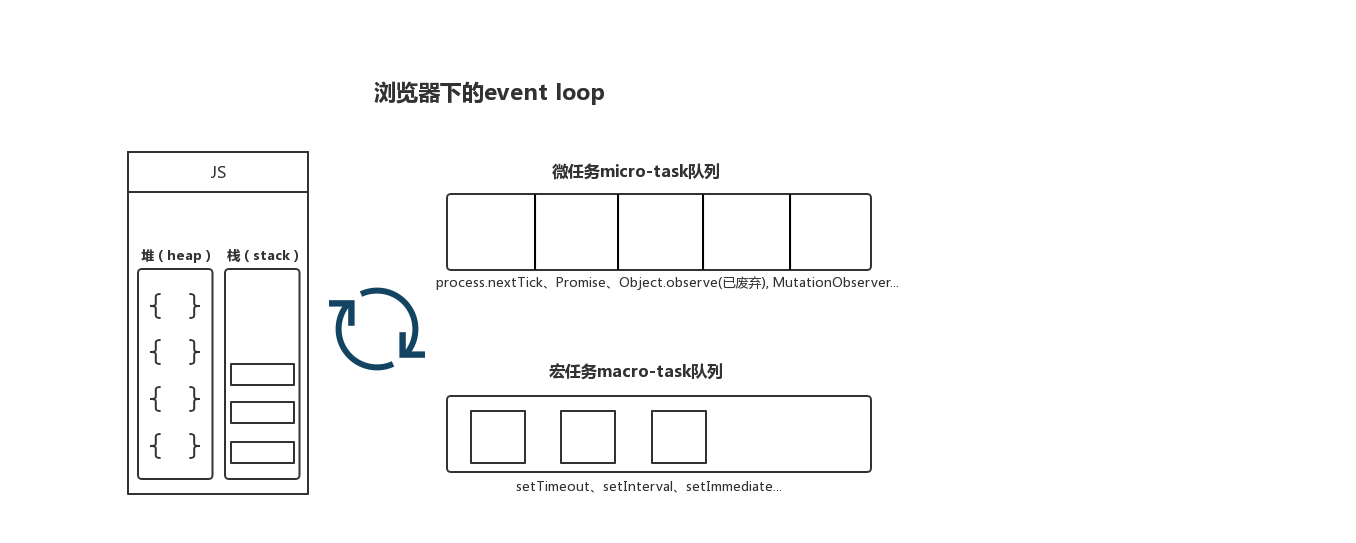 浏览器下的event loop
JS
堆 ( heap )
栈 ( stack )
{ }
{ }
{ }
{ }
微任务micro-task队列
process.nextTick、Promise、Object.observe(已废弃), MutationObserver...
宏任务macro-task队列
setTimeout、setInterval、setImmediate...